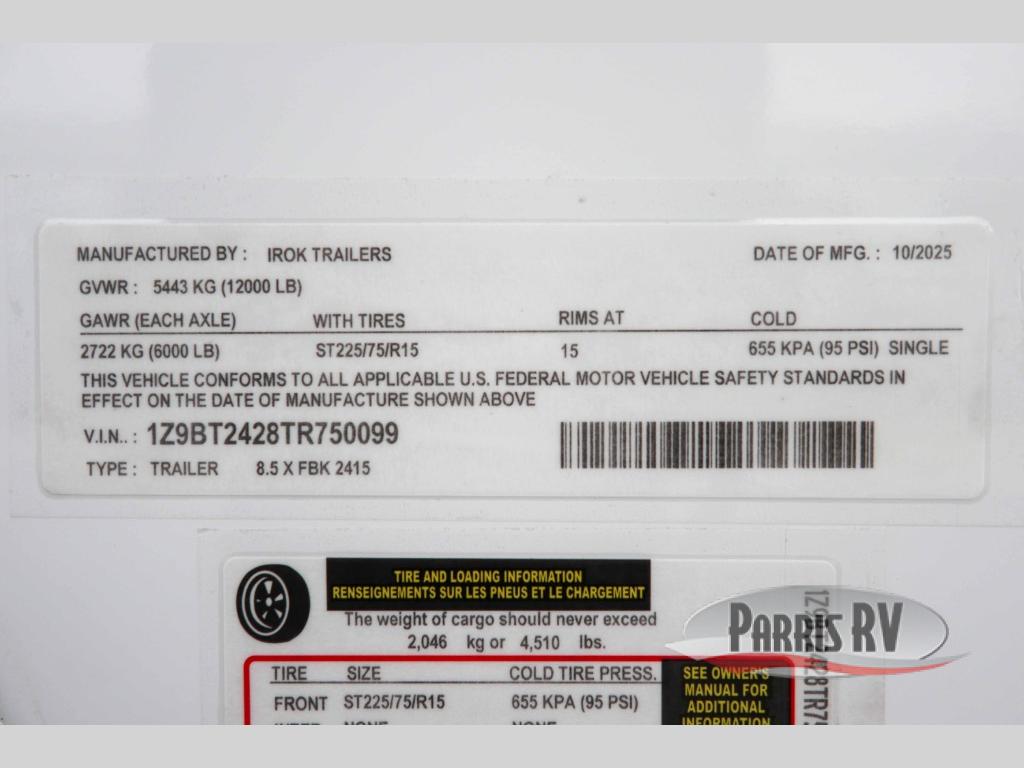 MANUFACTURED BY : IROK TRAILERS DATE OF MFG. : 10/2025
GVWR : 5443 KG (12000 LB)
GAWR (EACH AXLE) WITH TIRES RIMS AT COLD
2722 KG (6000 LB) ST225/75/R15 15 655 KPA (95 PSI) SINGLE
THIS VEHICLE CONFORMS TO ALL APPLICABLE U.S. FEDERAL MOTOR VEHICLE SAFETY STANDARDS IN
EFFECT ON THE DATE OF MANUFACTURE SHOWN ABOVE
V.I.N.. : 1Z9BT2428TR750099
TYPE : TRAILER 8.5 X FBK 2415
TIRE AND LOADING INFORMATION
RENSEIGNEMENTS SUR LES PNEUS ET LE CHARGEMENT
The weight of cargo should never exceed
2,046 kg or 4,510 lbs.
TIRE SIZE COLD TIRE PRESS.
FRONT ST225/75/R15 655 KPA (95 PSI)
SEE OWNER'S
MANUAL FOR
ADDITIONAL
INFORMATION
PARRIS RV